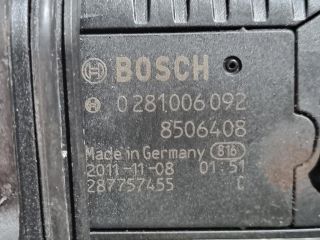 BOSCH
0 281 006 092
8506408
Made in Germany 816
2011-11-08 01:51
287757455 C